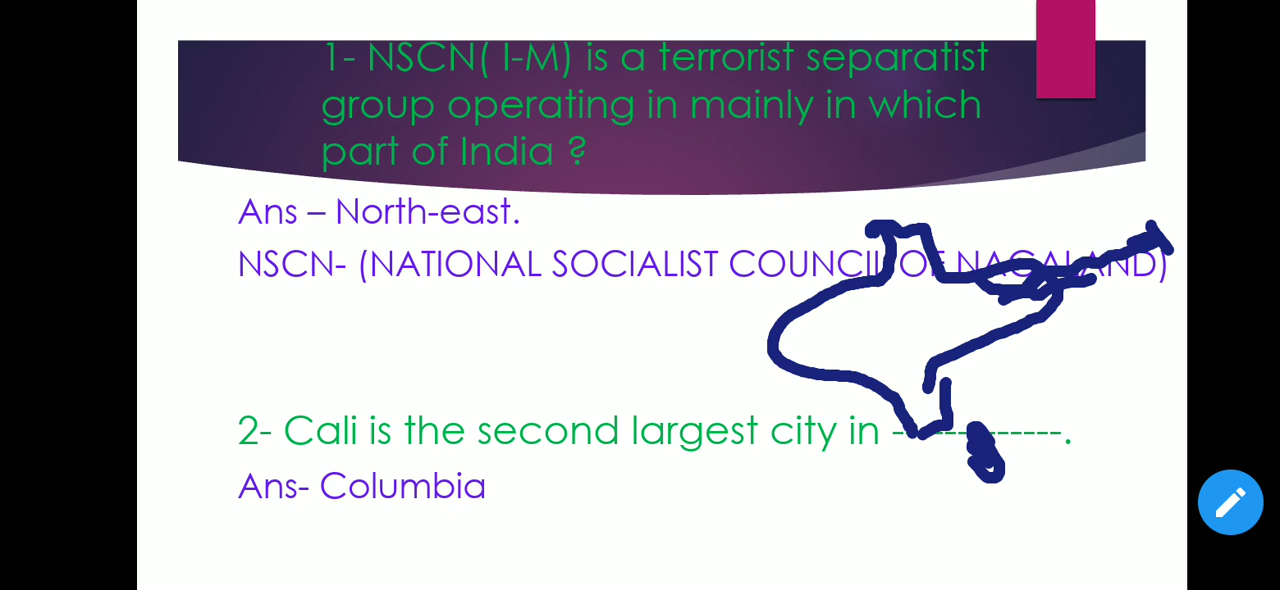 1- NSCN( I-M) is a terrorist separatist
group operating in mainly in which
part of India ?
Ans – North-east.
NSCN- (NATIONAL SOCIALIST COUNCIL OF NAGALAND)
2- Cali is the second largest city in -------------.
Ans- Columbia